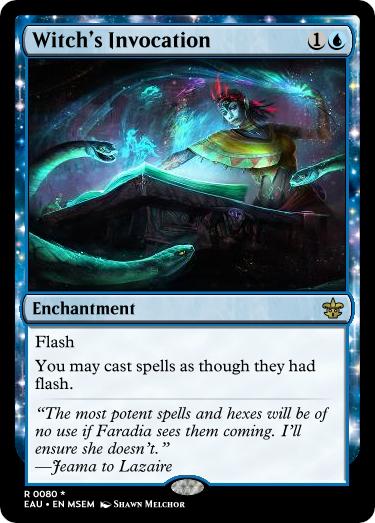 Witch's Invocation 1
Enchantment
Flash
You may cast spells as though they had
flash.
“The most potent spells and hexes will be of
no use if Faradia sees them coming. I'll
ensure she doesn't.”
—Jeama to Lazaire
R 0080 *
EAU • EN MSEM Shawn Melchor